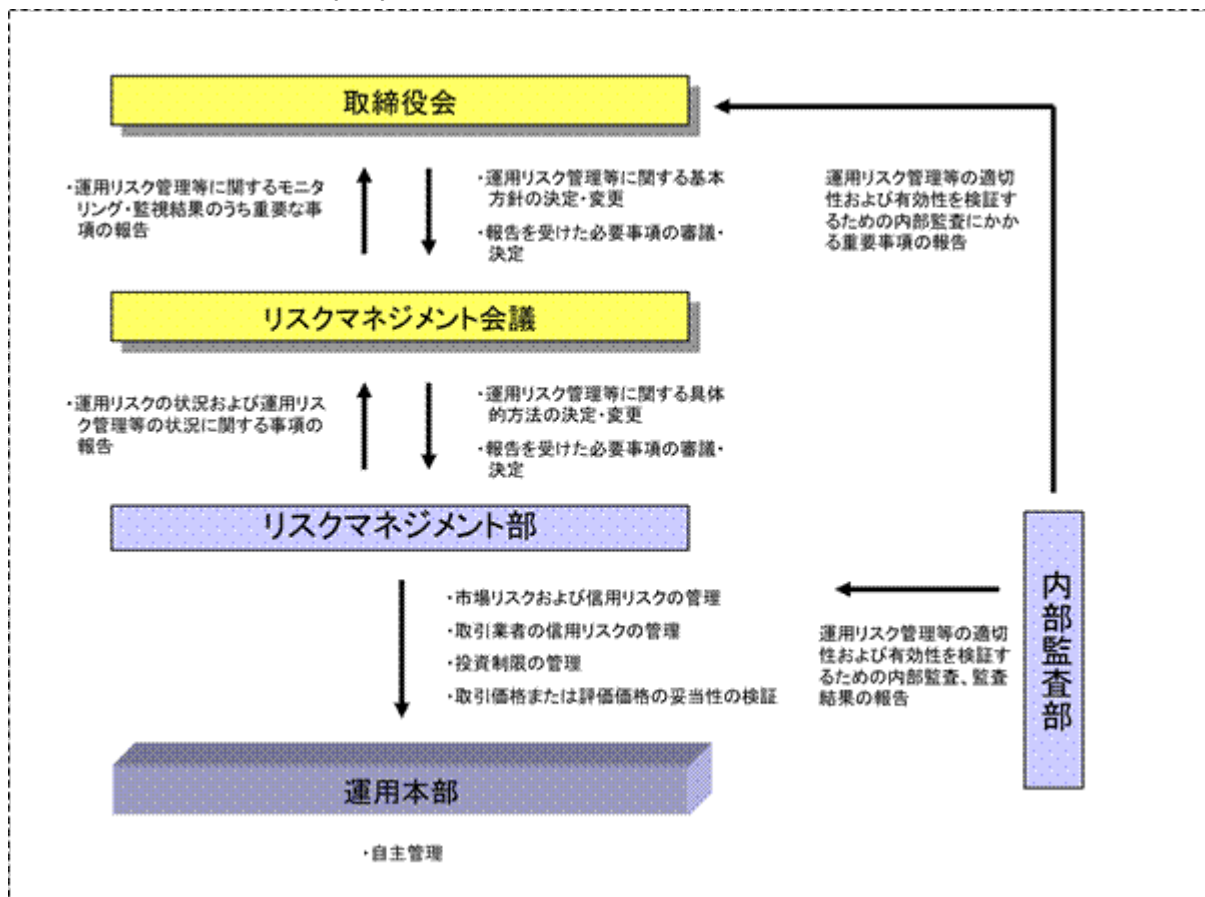 取締役会
・運用リスク管理等に関するモニ
タリング・監視結果のうち重要な事
項の報告
・運用リスク管理等に関する基本
方針の決定・変更
・報告を受けた必要事項の審議・
決定
運用リスク管理等の適切
性および有効性を検証す
るための内部監査にかか
る重要事項の報告
リスクマネジメント会議
・運用リスクの状況および運用リス
ク管理等の状況に関する事項の
報告
・運用リスク管理等に関する具体
的方法の決定・変更
・報告を受けた必要事項の審議・
決定
リスクマネジメント部
・市場リスクおよび信用リスクの管理
・取引業者の信用リスクの管理
・投資制限の管理
・取引価格または評価価格の妥当性の検証
運用リスク管理等の適切
性および有効性を検証す
るための内部監査、監査
結果の報告
内部監査部
運用本部
・自主管理